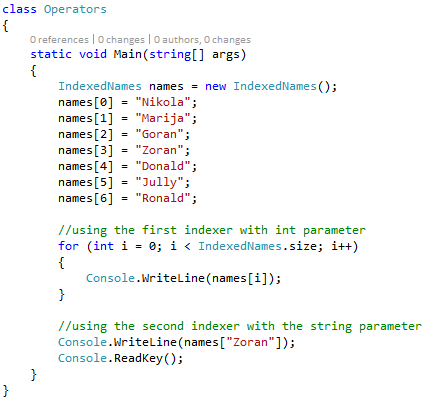 class Operators
{
0 references | 0 changes | 0 authors, 0 changes
static void Main(string[] args)
{
IndexedNames names = new IndexedNames();
names[0] = "Nikola";
names[1] = "Marija";
names[2] = "Goran";
names[3] = "Zoran";
names[4] = "Donald";
names[5] = "Jully";
names[6] = "Ronald";
//using the first indexer with int parameter
for (int i = 0; i < IndexedNames.size; i++)
{
Console.WriteLine(names[i]);
}
//using the second indexer with the string parameter
Console.WriteLine(names["Zoran"]);
Console.ReadKey();
}
}